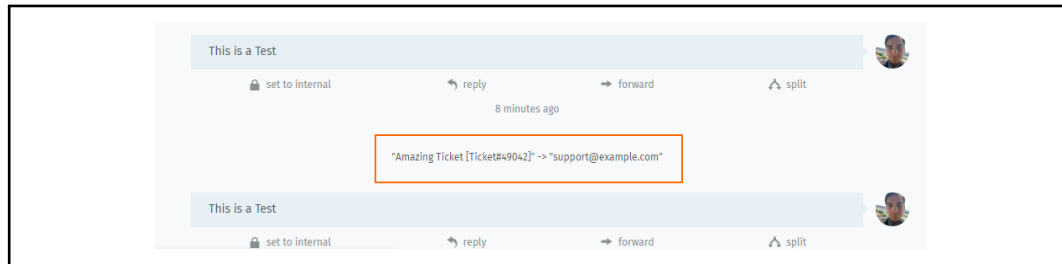 This is a Test
set to internal reply forward split
8 minutes ago
"Amazing Ticket [Ticket#49042]" -> "support@example.com"
This is a Test
set to internal reply forward split